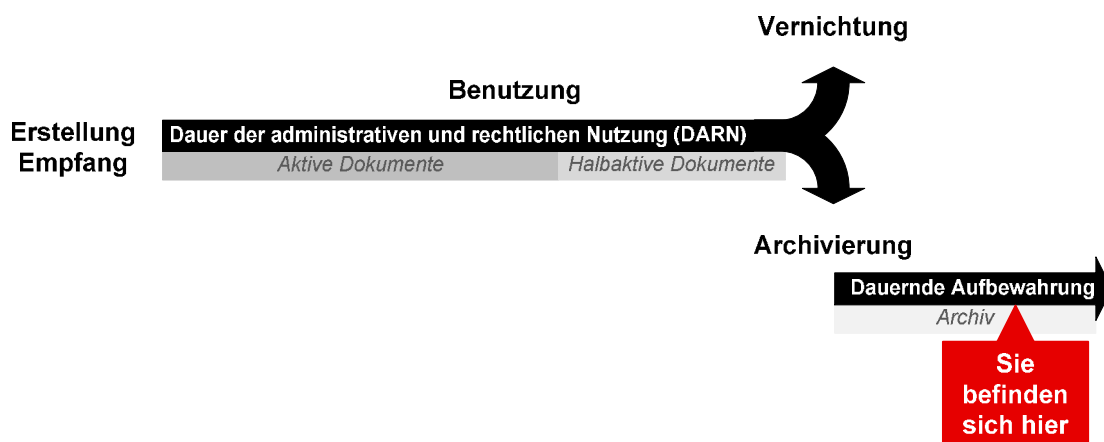 Vernichtung
Benutzung
Erstellung
Empfang
Dauer der administrativen und rechtlichen Nutzung (DARN)
Aktive Dokumente
Halbaktive Dokumente
Archivierung
Dauernde Aufbewahrung
Archiv
Sie
befinden
sich hier